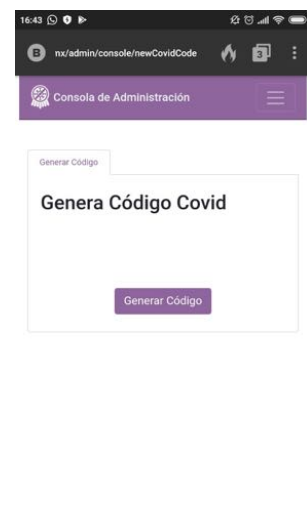 16:43
B nx/admin/console/newCovidCode 3
Consola de Administración
Generar Código
Genera Código Covid
Generar Código